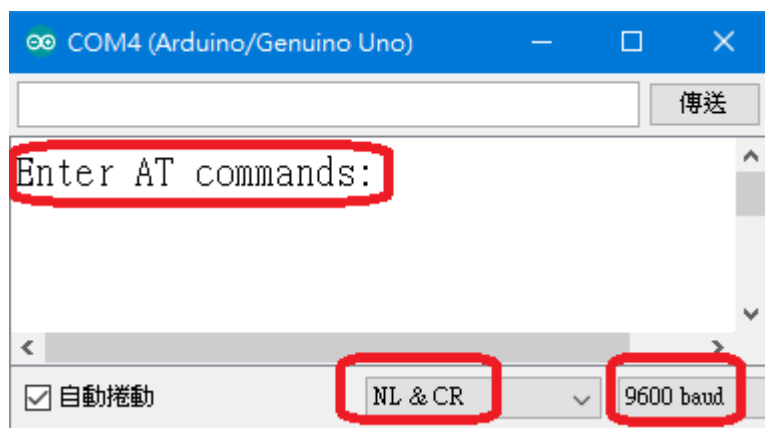 COM4 (Arduino/Genuino Uno)
傳送
Enter AT commands:
自動捲動 NL & CR 9600 baud